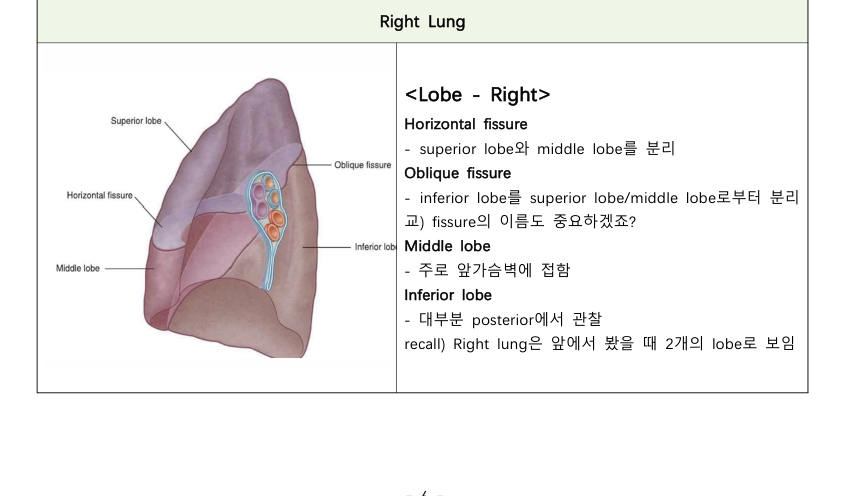 Right Lung
Superior lobe
Oblique fissure
Horizontal fissure
Inferior lobe
Middle lobe
<Lobe - Right>
Horizontal fissure
- superior lobe와 middle lobe를 분리
Oblique fissure
- inferior lobe를 superior lobe/middle lobe로부터 분리
교) fissure의 이름도 중요하겠죠?
Middle lobe
- 주로 앞가슴벽에 접함
Inferior lobe
- 대부분 posterior에서 관찰
recall) Right lung은 앞에서 봤을 때 2개의 lobe로 보임